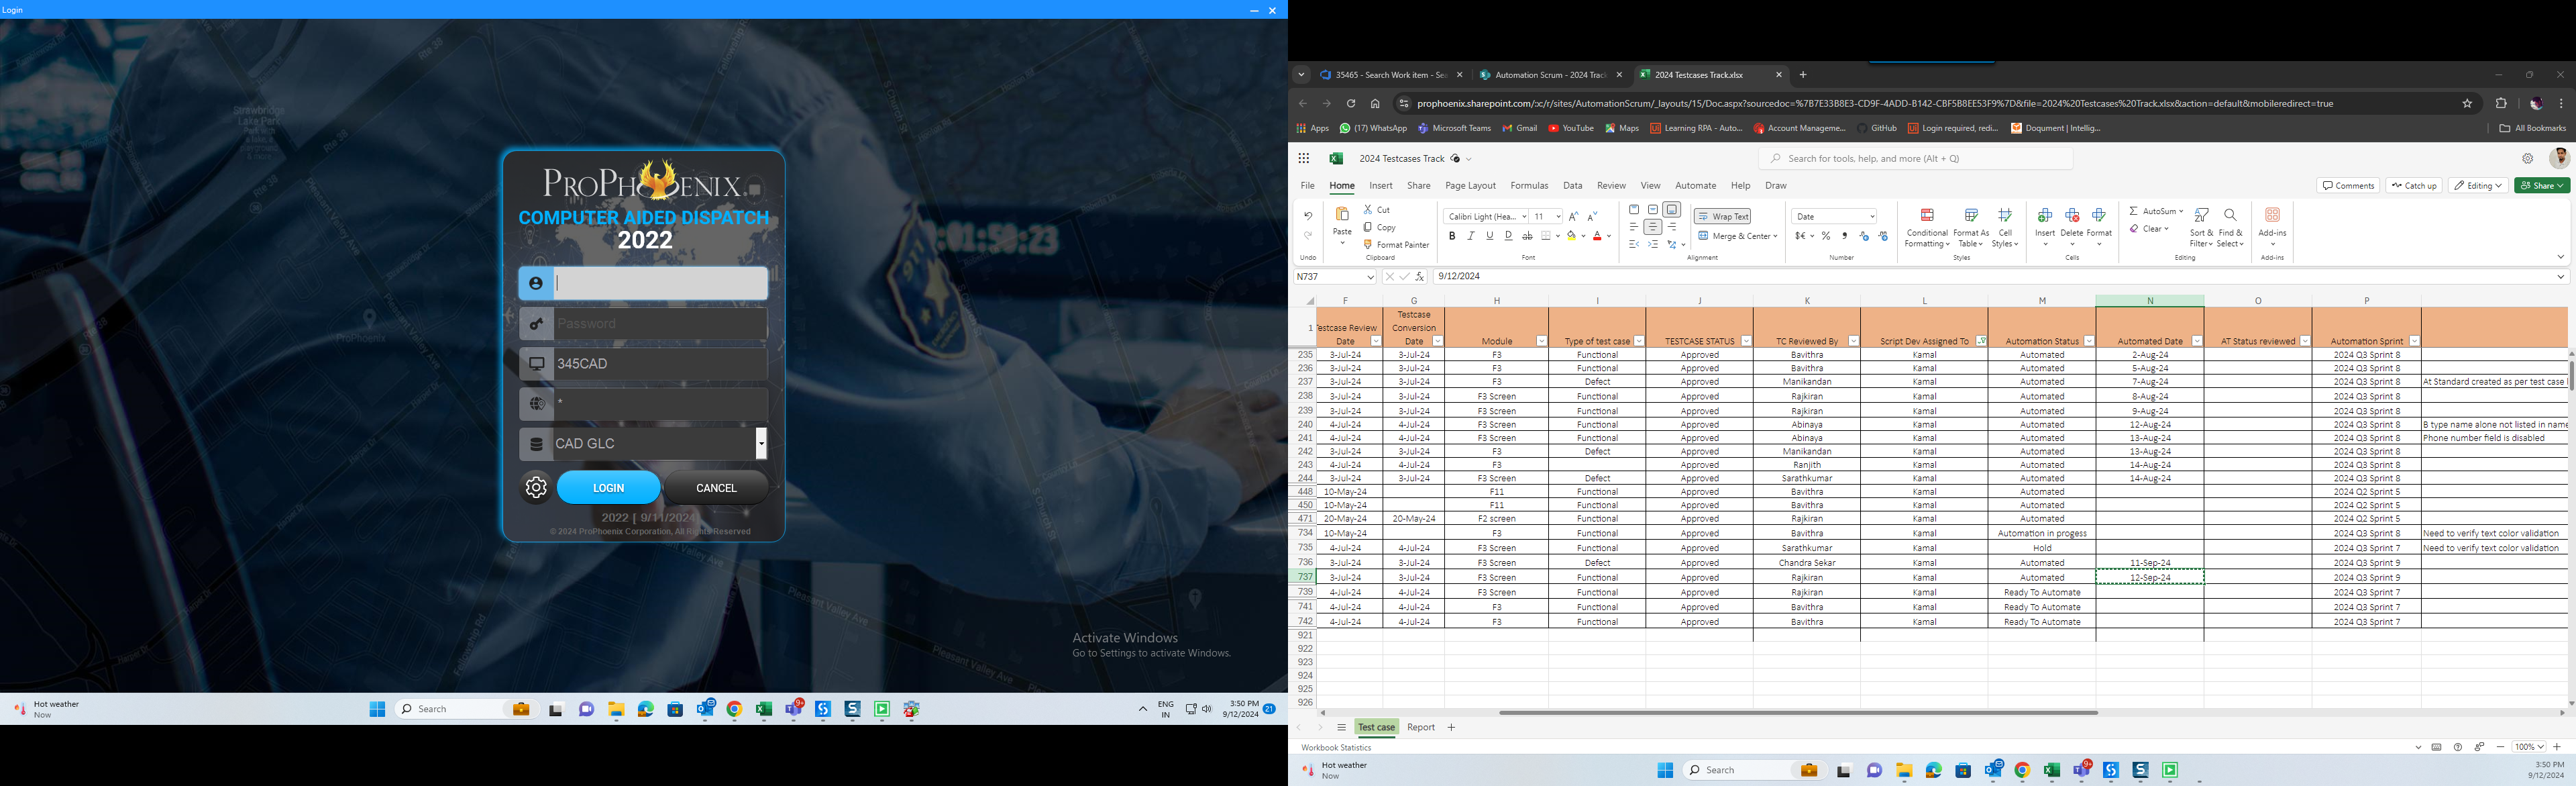 Login
PROPHOENIX.
COMPUTER AIDED DISPATCH
2022
Password
345CAD
*
CAD GLC
LOGIN
CANCEL
2022 [ 9/11/2024]
© 2024 ProPhoenix Corporation, All Rights Reserved
Activate Windows
Go to Settings to activate Windows.
Hot weather
Now
Search
ENG
IN
3:50 PM
9/12/2024
21
35465 - Search Work item - Se
Automation Scrum - 2024 Track
2024 Testcases Track.xlsx
prophoenix.sharepoint.com/:x:/r/sites/AutomationScrum/_layouts/15/Doc.aspx?sourcedoc=%7B7E33B8E3-CD9F-4ADD-B142-CBF5B8EE53F9%7D&file=2024%20Testcases%20Track.xlsx&action=default&mobileredirect=true
Apps
(17) WhatsApp
Microsoft Teams
Gmail
YouTube
Maps
Learning RPA - Auto...
Account Manageme...
GitHub
Login required, redi...
Doqument | Intellig...
All Bookmarks
2024 Testcases Track
Search for tools, help, and more (Alt + Q)
File Home Insert Share Page Layout Formulas Data Review View Automate Help Draw
Comments Catch up Editing Share
Paste Cut Copy Format Painter
Calibri Light (Hea... 11
Wrap Text
Merge & Center
Date
Conditional Formatting Format As Table Cell Styles
Insert Delete Format
AutoSum Clear
Sort & Filter Find & Select
Add-ins
Undo Clipboard Font Alignment Number Styles Cells Editing Add-ins
N737 9/12/2024
F G H I J K L M N O P
1 estcase Review Date Testcase Conversion Date Module Type of test case TESTCASE STATUS TC Reviewed By Script Dev Assigned To Automation Status Automated Date AT Status reviewed Automation Sprint
235 3-Jul-24 3-Jul-24 F3 Functional Approved Bavithra Kamal Automated 2-Aug-24 2024 Q3 Sprint 8
236 3-Jul-24 3-Jul-24 F3 Functional Approved Bavithra Kamal Automated 5-Aug-24 2024 Q3 Sprint 8
237 3-Jul-24 3-Jul-24 F3 Defect Approved Manikandan Kamal Automated 7-Aug-24 2024 Q3 Sprint 8 At Standard created as per test case
238 3-Jul-24 3-Jul-24 F3 Screen Functional Approved Rajkiran Kamal Automated 8-Aug-24 2024 Q3 Sprint 8
239 3-Jul-24 3-Jul-24 F3 Screen Functional Approved Rajkiran Kamal Automated 9-Aug-24 2024 Q3 Sprint 8
240 4-Jul-24 4-Jul-24 F3 Screen Functional Approved Abinaya Kamal Automated 12-Aug-24 2024 Q3 Sprint 8 B type name alone not listed in name
241 4-Jul-24 4-Jul-24 F3 Screen Functional Approved Abinaya Kamal Automated 13-Aug-24 2024 Q3 Sprint 8 Phone number field is disabled
242 3-Jul-24 3-Jul-24 F3 Defect Approved Manikandan Kamal Automated 13-Aug-24 2024 Q3 Sprint 8
243 4-Jul-24 4-Jul-24 F3 Approved Ranjith Kamal Automated 14-Aug-24 2024 Q3 Sprint 8
244 3-Jul-24 3-Jul-24 F3 Screen Defect Approved Sarathkumar Kamal Automated 14-Aug-24 2024 Q3 Sprint 8
448 10-May-24 F11 Functional Approved Bavithra Kamal Automated 2024 Q2 Sprint 5
450 10-May-24 F11 Functional Approved Bavithra Kamal Automated 2024 Q2 Sprint 5
471 20-May-24 20-May-24 F2 screen Functional Approved Rajkiran Kamal Automated 2024 Q2 Sprint 5
734 10-May-24 F3 Functional Approved Bavithra Kamal Automation in progess 2024 Q3 Sprint 8 Need to verify text color validation
735 4-Jul-24 4-Jul-24 F3 Screen Functional Approved Sarathkumar Kamal Hold 2024 Q3 Sprint 7 Need to verify text color validation
736 3-Jul-24 3-Jul-24 F3 Screen Defect Approved Chandra Sekar Kamal Automated 11-Sep-24 2024 Q3 Sprint 9
737 3-Jul-24 3-Jul-24 F3 Screen Functional Approved Rajkiran Kamal Automated 12-Sep-24 2024 Q3 Sprint 9
739 4-Jul-24 4-Jul-24 F3 Screen Functional Approved Rajkiran Kamal Ready To Automate 2024 Q3 Sprint 7
741 4-Jul-24 4-Jul-24 F3 Functional Approved Bavithra Kamal Ready To Automate 2024 Q3 Sprint 7
742 4-Jul-24 4-Jul-24 F3 Functional Approved Bavithra Kamal Ready To Automate 2024 Q3 Sprint 7
921
922
923
924
925
926
Test case Report
Workbook Statistics
100%
Hot weather
Now
Search
3:50 PM
9/12/2024